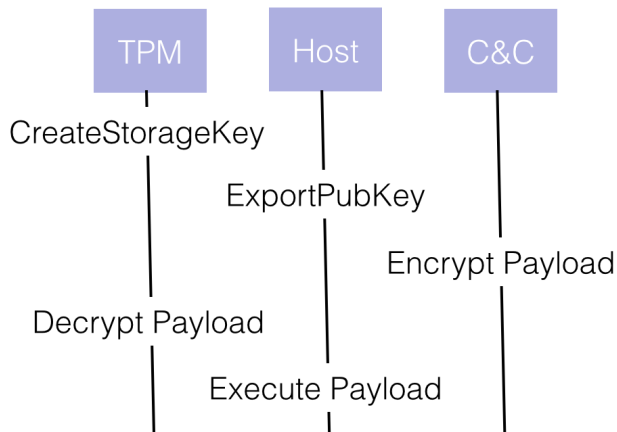 TPM
Host
C&C
CreateStorageKey
ExportPubKey
Encrypt Payload
Decrypt Payload
Execute Payload